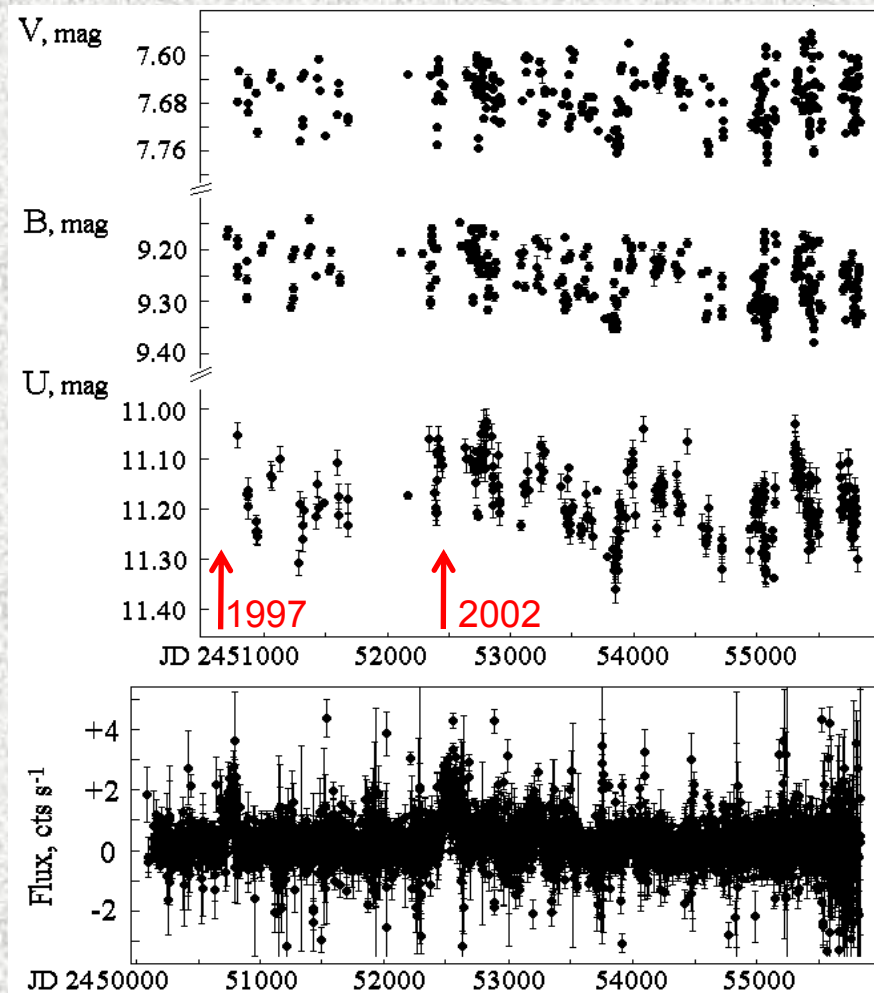 V, mag
7.60
7.68
7.76
B, mag
9.20
9.30
9.40
U, mag
11.00
11.10
11.20
11.30
11.40
1997
2002
JD 2451000 52000 53000 54000 55000
Flux, cts s⁻¹
+4
+2
0
-2
JD 2450000 51000 52000 53000 54000 55000